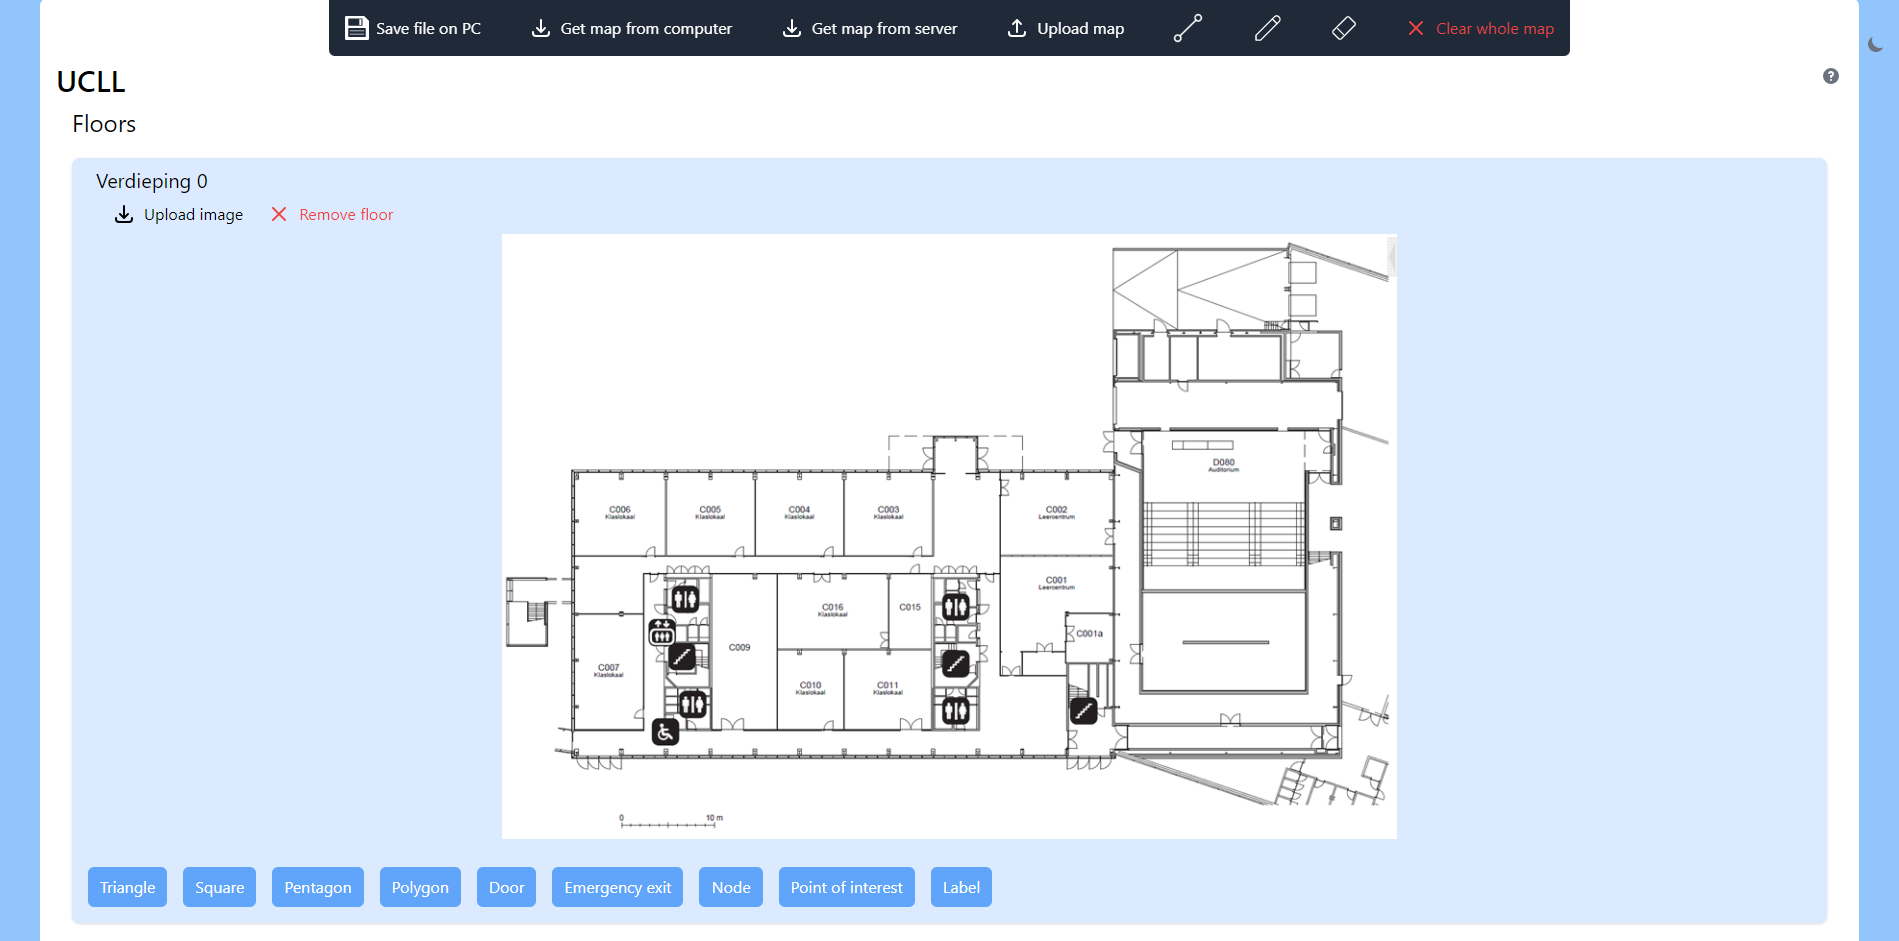 Save file on PC
Get map from computer
Get map from server
Upload map
Clear whole map
UCLL
?
Floors
Verdieping 0
Upload image
Remove floor
D080
Auditorium
C006
Klaslokaal
C005
Klaslokaal
C004
Klaslokaal
C003
Klaslokaal
C002
Leercentrum
C001
Leercentrum
C016
Klaslokaal
C015
C001a
C009
C007
Klaslokaal
C010
Klaslokaal
C011
Klaslokaal
0 10 m
Triangle
Square
Pentagon
Polygon
Door
Emergency exit
Node
Point of interest
Label